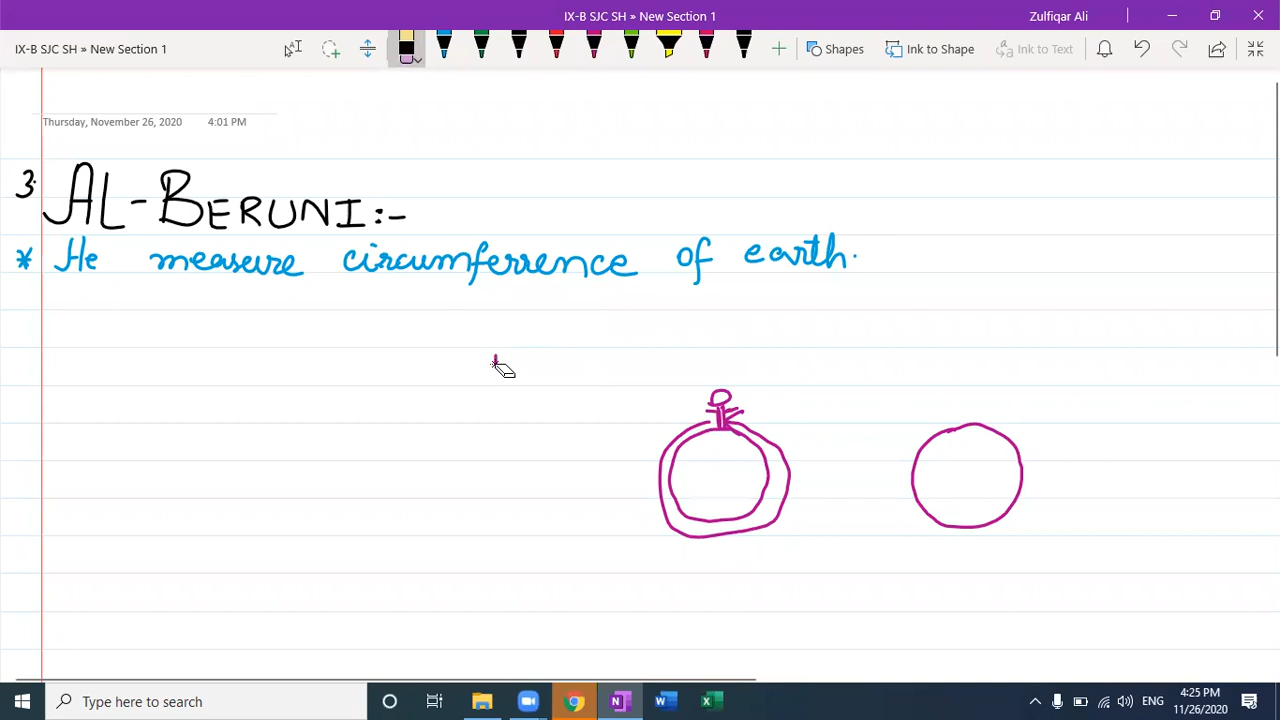 IX-B SJC SH » New Section 1
Zulfiqar Ali
IX-B SJC SH » New Section 1
Shapes
Ink to Shape
Ink to Text
Thursday, November 26, 2020 4:01 PM
3. AL-BERUNI:-
* He measure circumferrence of earth.
Type here to search
ENG
4:25 PM
11/26/2020